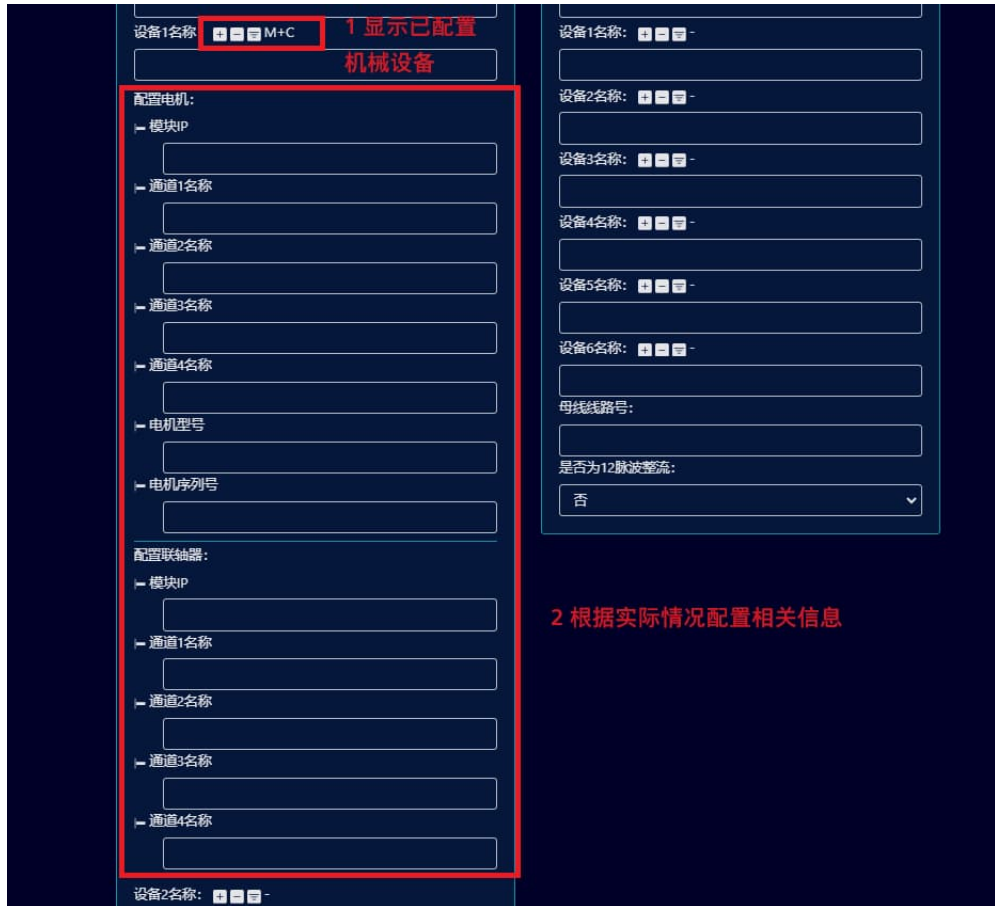 设备1名称 M+C
1 显示已配置
机械设备
配置电机：
模块IP
通道1名称
通道2名称
通道3名称
通道4名称
电机型号
电机序列号
配置联轴器：
模块IP
通道1名称
通道2名称
通道3名称
通道4名称
设备2名称： -
设备1名称： -
设备2名称： -
设备3名称： -
设备4名称： -
设备5名称： -
设备6名称： -
母线线路号：
是否为12脉波整流：
否
2 根据实际情况配置相关信息